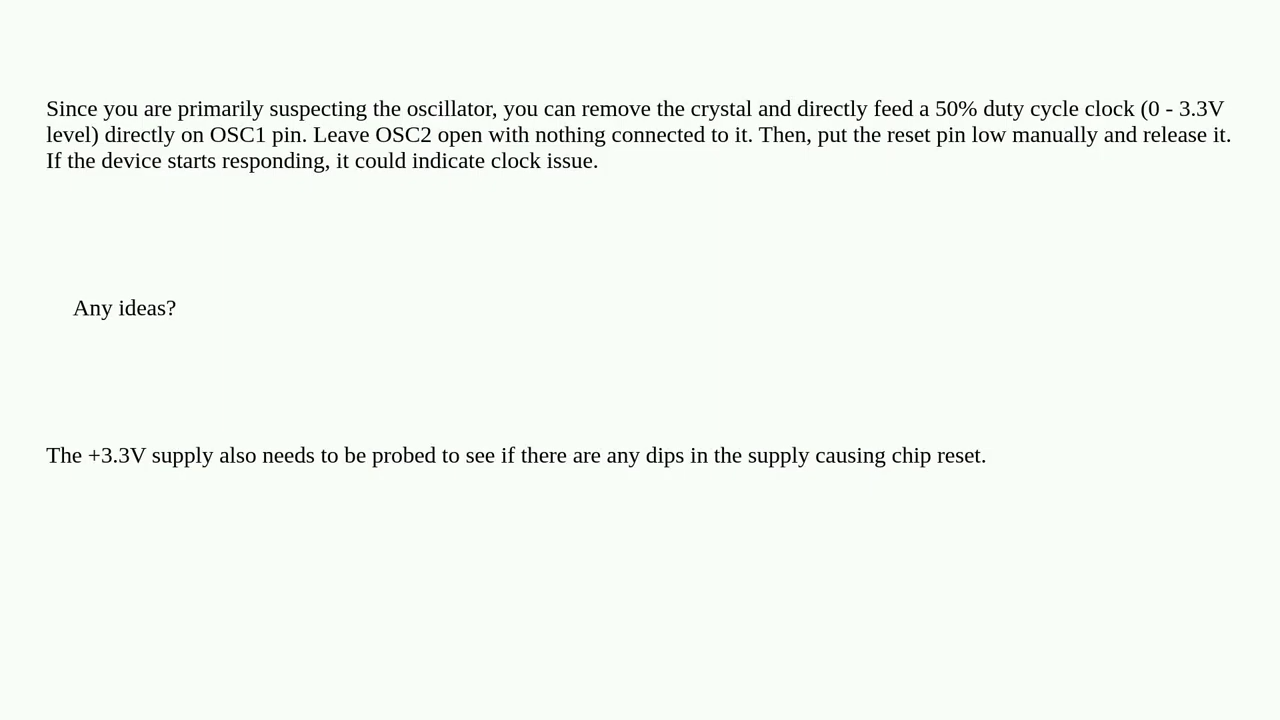 Since you are primarily suspecting the oscillator, you can remove the crystal and directly feed a 50% duty cycle clock (0 - 3.3V
level) directly on OSC1 pin. Leave OSC2 open with nothing connected to it. Then, put the reset pin low manually and release it.
If the device starts responding, it could indicate clock issue.
Any ideas?
The +3.3V supply also needs to be probed to see if there are any dips in the supply causing chip reset.